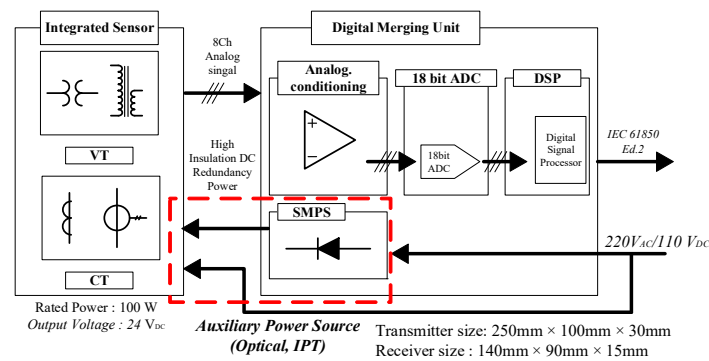 Integrated Sensor
VT
CT
Rated Power : 100 W
Output Voltage : 24 VDC
8Ch
Analog
singal
High
Insulation DC
Redundancy
Power
Digital Merging Unit
Analog.
conditioning
+
−
18 bit ADC
18bit
ADC
DSP
Digital
Signal
Processor
IEC 61850
Ed.2
SMPS
220VAC/110 VDC
Auxiliary Power Source
(Optical, IPT)
Transmitter size: 250mm × 100mm × 30mm
Receiver size : 140mm × 90mm × 15mm